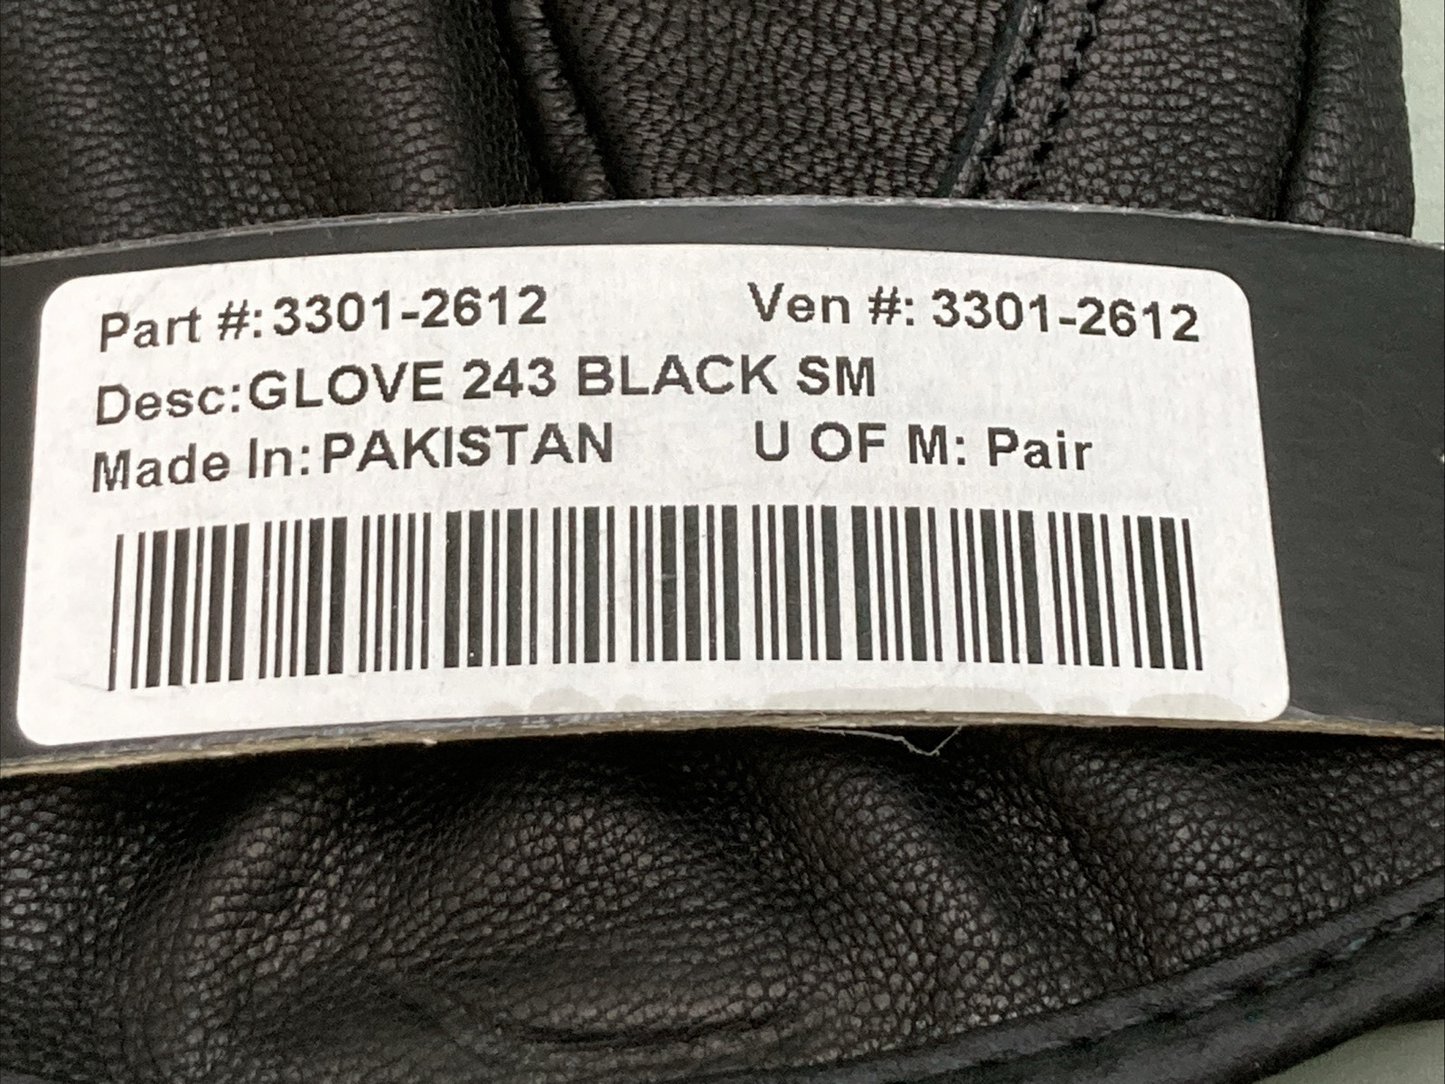 Part #:3301-2612 Ven #: 3301-2612
Desc:GLOVE 243 BLACK SM
Made In:PAKISTAN U OF M: Pair